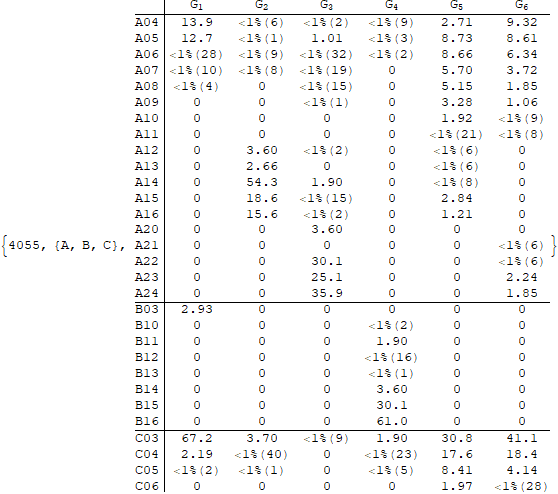 G1 G2 G3 G4 G5 G6
A04 13.9 <1%(6) <1%(2) <1%(9) 2.71 9.32
A05 12.7 <1%(1) 1.01 <1%(3) 8.73 8.61
A06 <1%(28) <1%(9) <1%(32) <1%(2) 8.66 6.34
A07 <1%(10) <1%(8) <1%(19) 0 5.70 3.72
A08 <1%(4) 0 <1%(15) 0 5.15 1.85
A09 0 0 <1%(1) 0 3.28 1.06
A10 0 0 0 0 1.92 <1%(9)
A11 0 0 0 0 <1%(21) <1%(8)
A12 0 3.60 <1%(2) 0 <1%(6) 0
A13 0 2.66 0 0 <1%(6) 0
A14 0 54.3 1.90 0 <1%(8) 0
A15 0 18.6 <1%(15) 0 2.84 0
A16 0 15.6 <1%(2) 0 1.21 0
A20 0 0 3.60 0 0 0
{4055, {A, B, C}, A21 0 0 0 0 0 <1%(6) }
A22 0 0 30.1 0 0 <1%(6)
A23 0 0 25.1 0 0 2.24
A24 0 0 35.9 0 0 1.85
B03 2.93 0 0 0 0 0
B10 0 0 0 <1%(2) 0 0
B11 0 0 0 1.90 0 0
B12 0 0 0 <1%(16) 0 0
B13 0 0 0 <1%(1) 0 0
B14 0 0 0 3.60 0 0
B15 0 0 0 30.1 0 0
B16 0 0 0 61.0 0 0
C03 67.2 3.70 <1%(9) 1.90 30.8 41.1
C04 2.19 <1%(40) 0 <1%(23) 17.6 18.4
C05 <1%(2) <1%(1) 0 <1%(5) 8.41 4.14
C06 0 0 0 0 1.97 <1%(28)